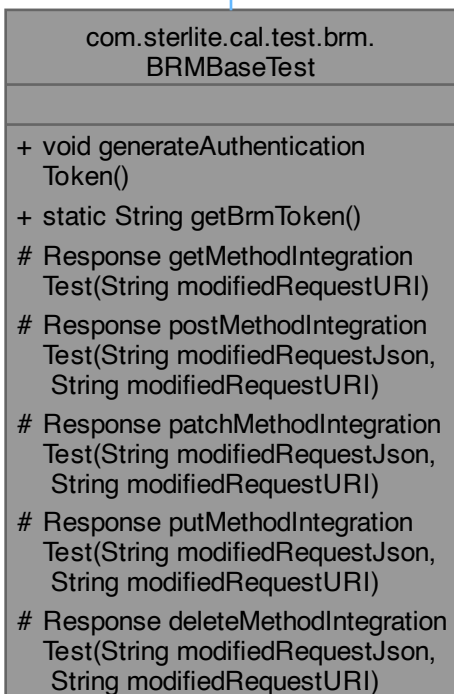 com.sterlite.cal.test.brm.
BRMBaseTest
+ void generateAuthentication
Token()
+ static String getBrmToken()
# Response getMethodIntegration
Test(String modifiedRequestURI)
# Response postMethodIntegration
Test(String modifiedRequestJson,
String modifiedRequestURI)
# Response patchMethodIntegration
Test(String modifiedRequestJson,
String modifiedRequestURI)
# Response putMethodIntegration
Test(String modifiedRequestJson,
String modifiedRequestURI)
# Response deleteMethodIntegration
Test(String modifiedRequestJson,
String modifiedRequestURI)